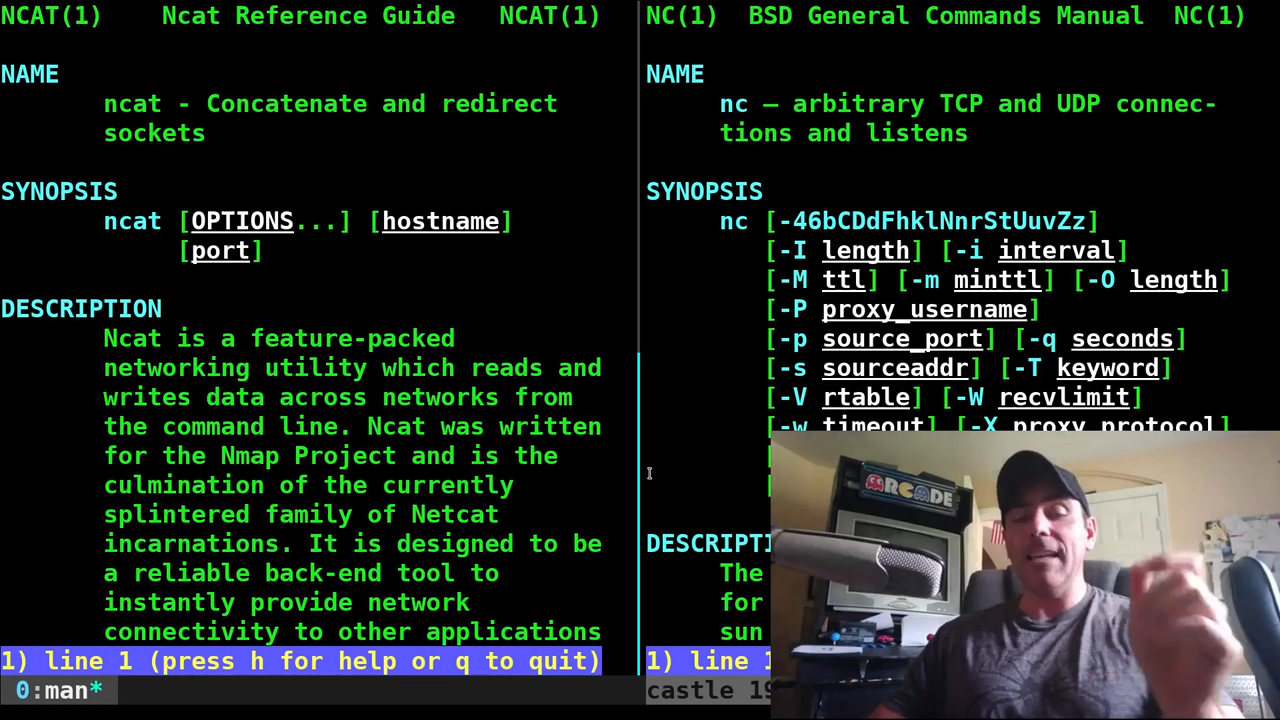 NCAT(1)    Ncat Reference Guide   NCAT(1)
NAME
ncat - Concatenate and redirect
sockets
SYNOPSIS
ncat [OPTIONS...] [hostname]
[port]
DESCRIPTION
Ncat is a feature-packed
networking utility which reads and
writes data across networks from
the command line. Ncat was written
for the Nmap Project and is the
culmination of the currently
splintered family of Netcat
incarnations. It is designed to be
a reliable back-end tool to
instantly provide network
connectivity to other applications
1) line 1 (press h for help or q to quit)
0:man*
NC(1)  BSD General Commands Manual  NC(1)
NAME
nc — arbitrary TCP and UDP connec-
tions and listens
SYNOPSIS
nc [-46bCDdFhklNnrStUuvZz]
[-I length] [-i interval]
[-M ttl] [-m minttl] [-O length]
[-P proxy_username]
[-p source_port] [-q seconds]
[-s sourceaddr] [-T keyword]
[-V rtable] [-W recvlimit]
[-w timeout] [-X proxy_protocol]
DESCRIPTI
The
for
sun
1) line 1
castle 19
ARCADE